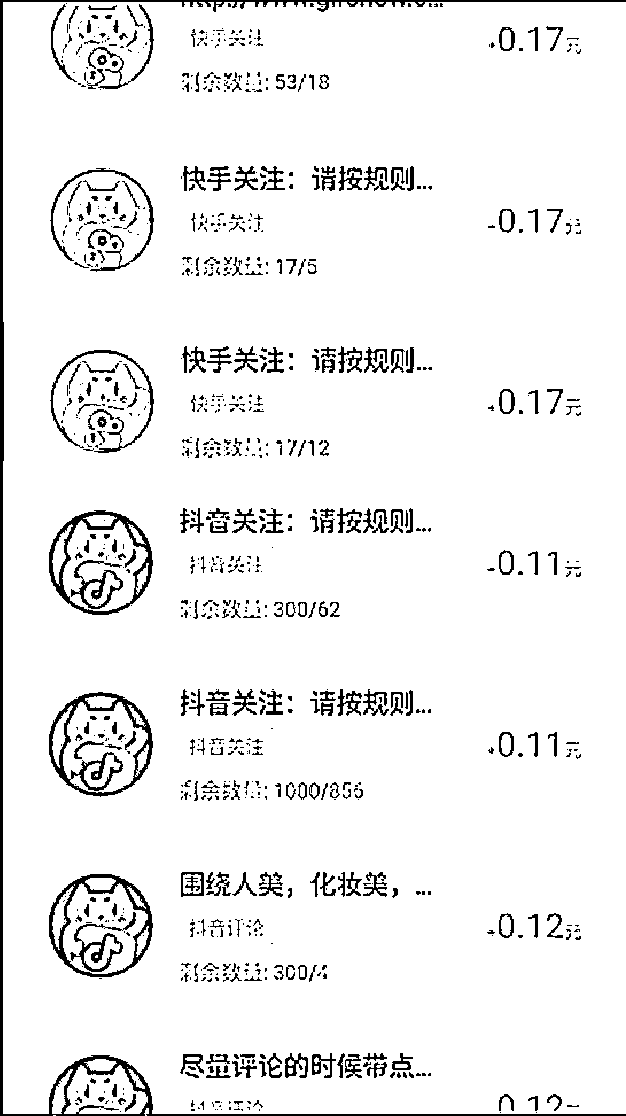 快手关注
+0.17元
剩余数量: 53/18
快手关注：请按规则...
快手关注
+0.17元
剩余数量: 17/5
快手关注：请按规则...
快手关注
+0.17元
剩余数量: 17/12
抖音关注：请按规则...
抖音关注
+0.11元
剩余数量: 300/62
抖音关注：请按规则...
抖音关注
+0.11元
剩余数量: 1000/856
围绕人美，化妆美，...
抖音评论
+0.12元
剩余数量: 300/4
尽量评论的时候带点...
抖音评论